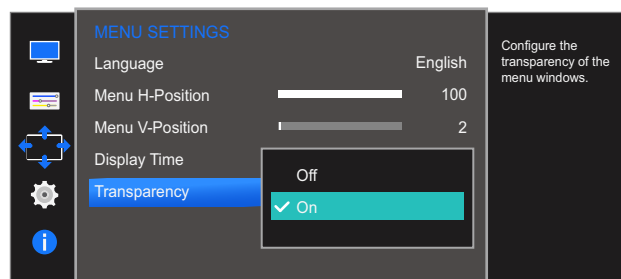 MENU SETTINGS
Language English
Menu H-Position 100
Menu V-Position 2
Display Time
Transparency
Off
On
Configure the
transparency of the
menu windows.
i